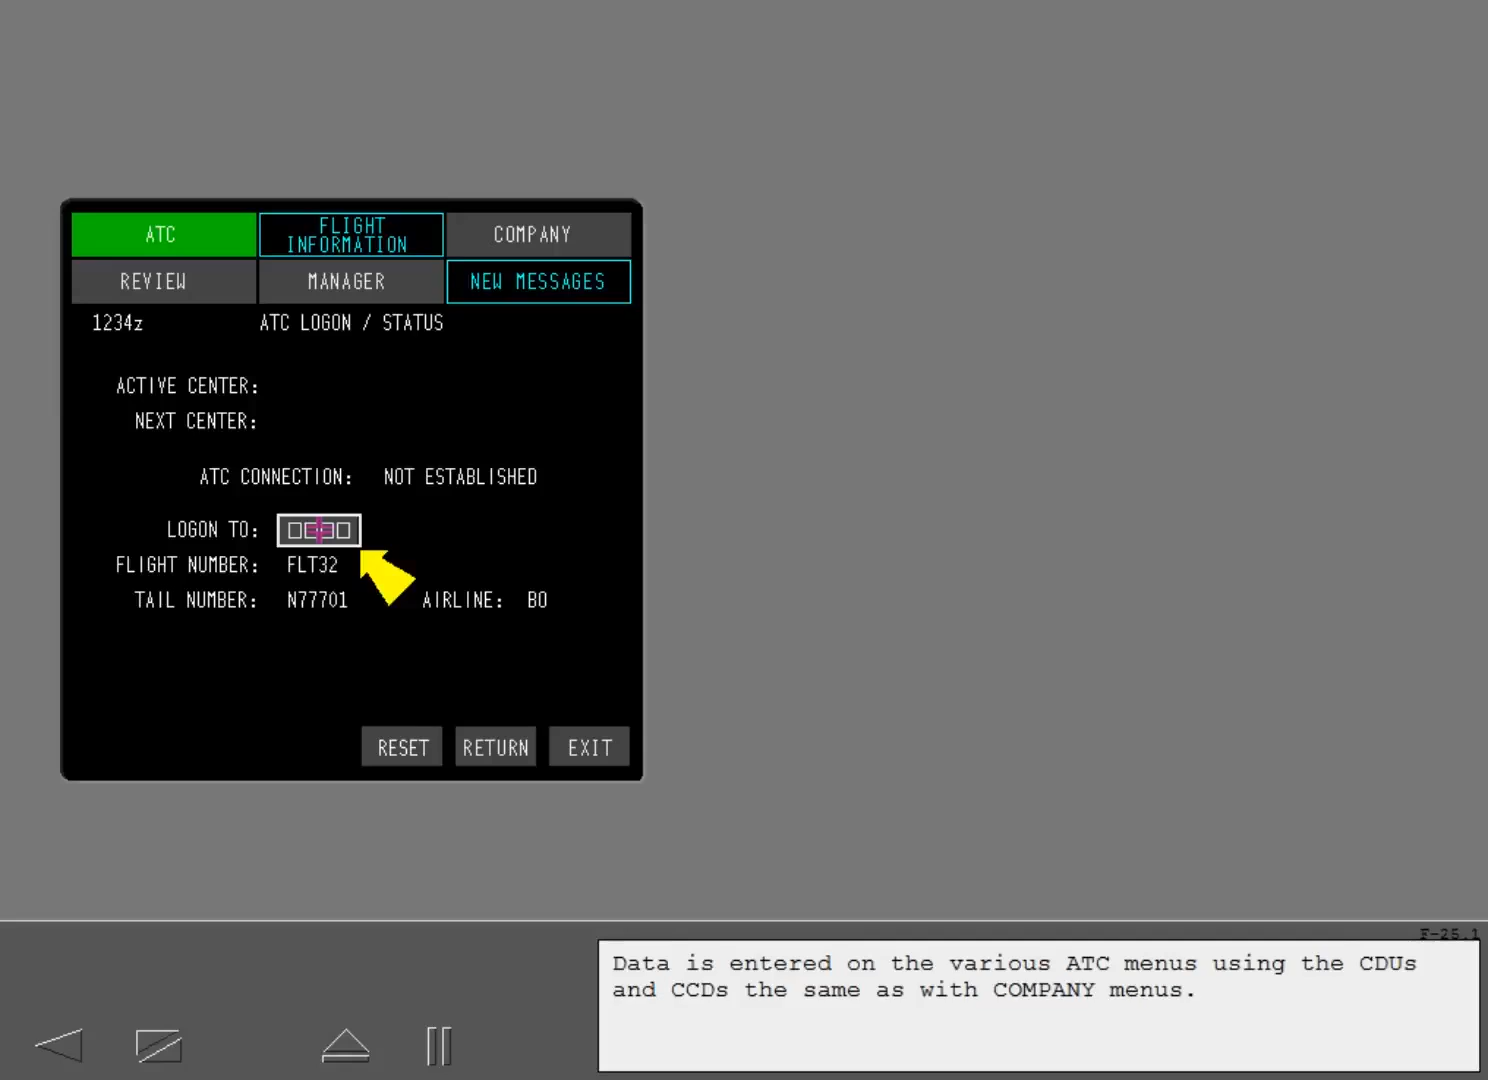 ATC
FLIGHT
INFORMATION
COMPANY
REVIEW
MANAGER
NEW MESSAGES
1234z
ATC LOGON / STATUS
ACTIVE CENTER:
NEXT CENTER:
ATC CONNECTION: NOT ESTABLISHED
LOGON TO:
FLIGHT NUMBER: FLT32
TAIL NUMBER: N77701 AIRLINE: BO
RESET
RETURN
EXIT
F-25.1
Data is entered on the various ATC menus using the CDUs
and CCDs the same as with COMPANY menus.